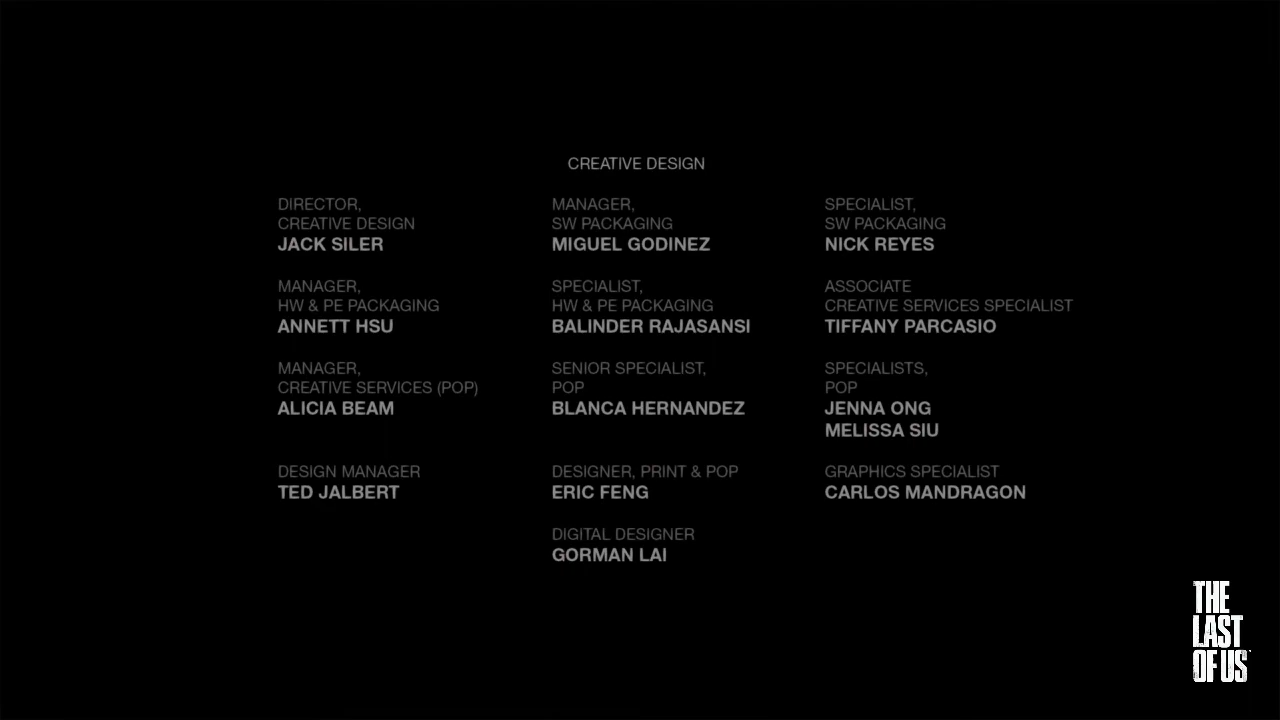 CREATIVE DESIGN
DIRECTOR,
CREATIVE DESIGN
JACK SILER
MANAGER,
SW PACKAGING
MIGUEL GODINEZ
SPECIALIST,
SW PACKAGING
NICK REYES
MANAGER,
HW & PE PACKAGING
ANNETT HSU
SPECIALIST,
HW & PE PACKAGING
BALINDER RAJASANSI
ASSOCIATE
CREATIVE SERVICES SPECIALIST
TIFFANY PARCASIO
MANAGER,
CREATIVE SERVICES (POP)
ALICIA BEAM
SENIOR SPECIALIST,
POP
BLANCA HERNANDEZ
SPECIALISTS,
POP
JENNA ONG
MELISSA SIU
DESIGN MANAGER
TED JALBERT
DESIGNER, PRINT & POP
ERIC FENG
GRAPHICS SPECIALIST
CARLOS MANDRAGON
DIGITAL DESIGNER
GORMAN LAI
THE
LAST
OF US